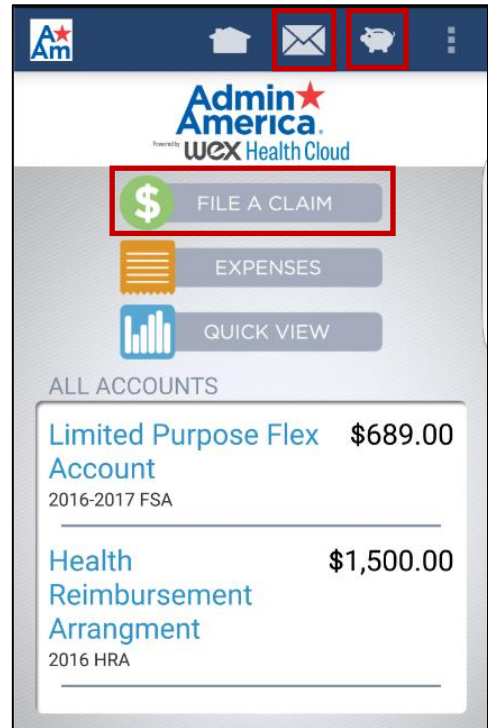 Am
Admin
America.
Powered by WEX Health Cloud
$ FILE A CLAIM
EXPENSES
QUICK VIEW
ALL ACCOUNTS
Limited Purpose Flex $689.00
Account
2016-2017 FSA
Health $1,500.00
Reimbursement
Arrangment
2016 HRA